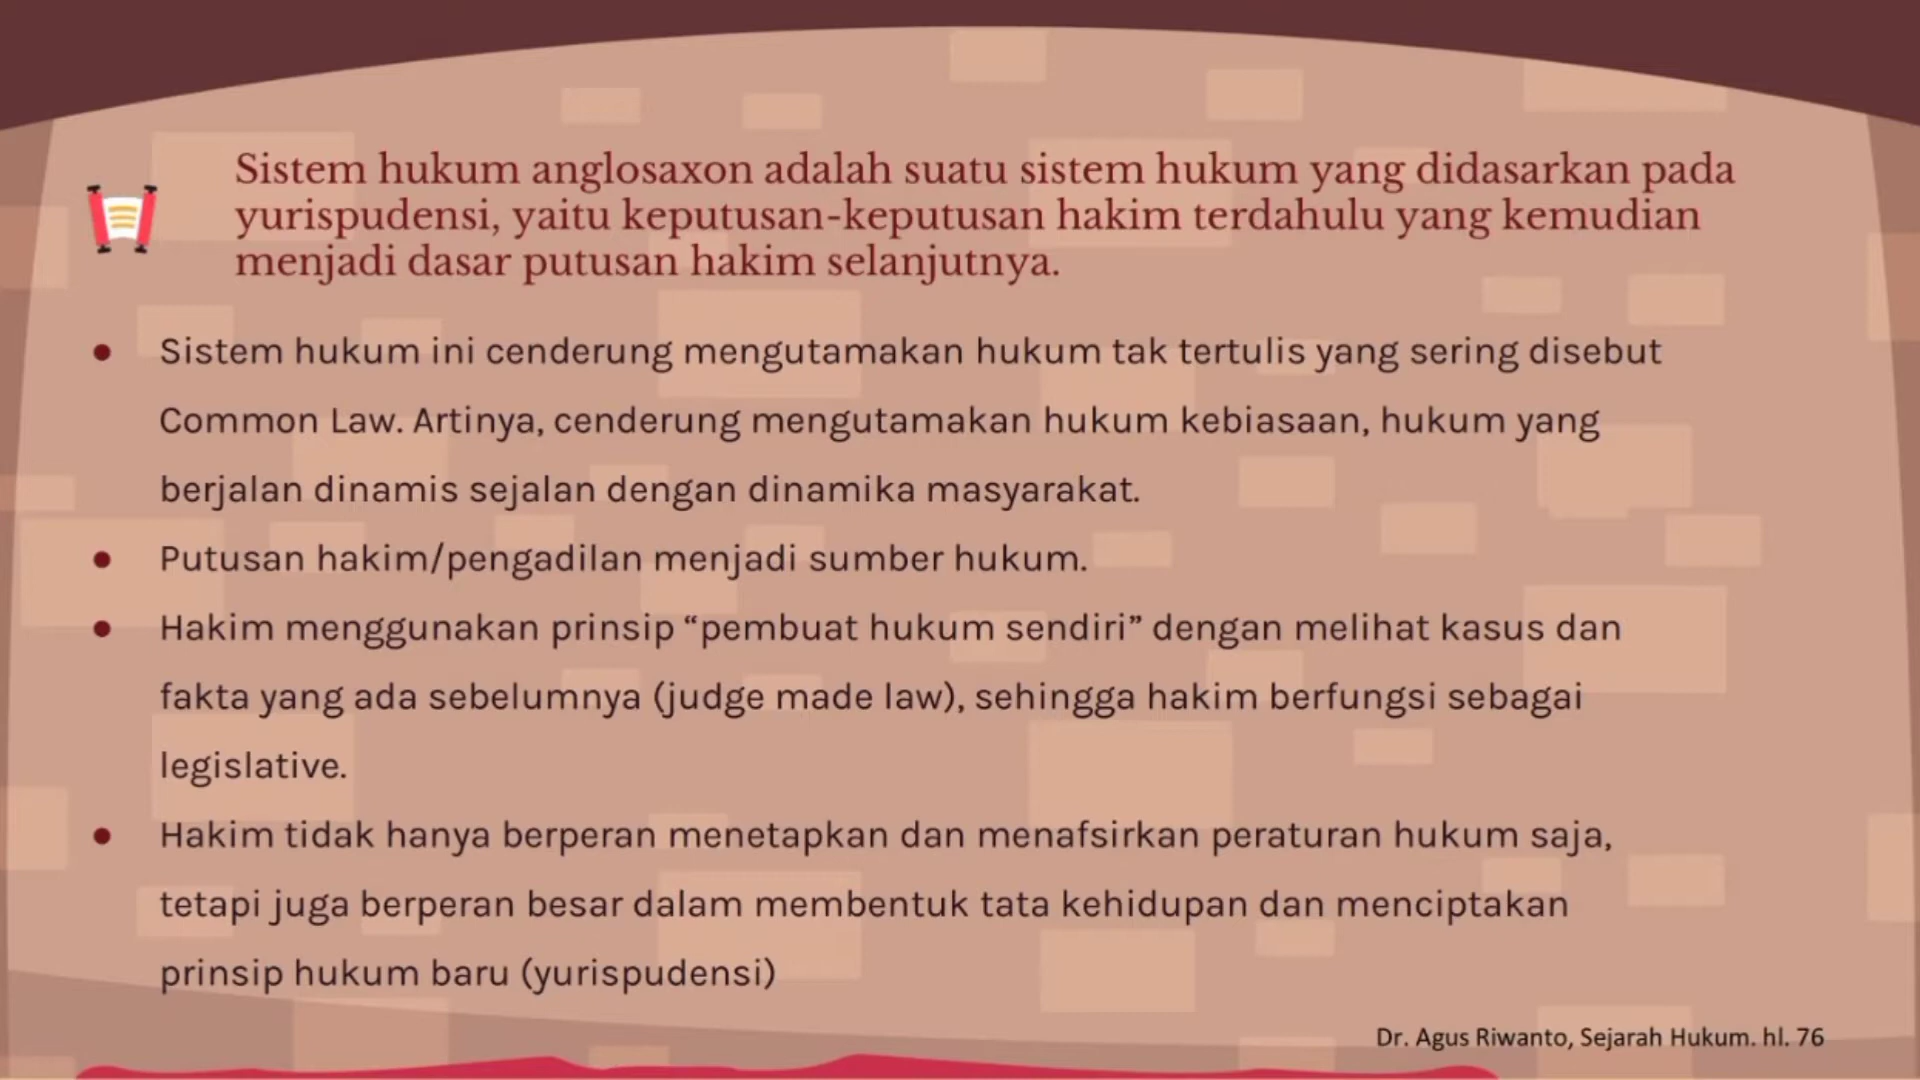 Sistem hukum anglosaxon adalah suatu sistem hukum yang didasarkan pada
yurispudensi, yaitu keputusan-keputusan hakim terdahulu yang kemudian
menjadi dasar putusan hakim selanjutnya.
● Sistem hukum ini cenderung mengutamakan hukum tak tertulis yang sering disebut
Common Law. Artinya, cenderung mengutamakan hukum kebiasaan, hukum yang
berjalan dinamis sejalan dengan dinamika masyarakat.
● Putusan hakim/pengadilan menjadi sumber hukum.
● Hakim menggunakan prinsip “pembuat hukum sendiri” dengan melihat kasus dan
fakta yang ada sebelumnya (judge made law), sehingga hakim berfungsi sebagai
legislative.
● Hakim tidak hanya berperan menetapkan dan menafsirkan peraturan hukum saja,
tetapi juga berperan besar dalam membentuk tata kehidupan dan menciptakan
prinsip hukum baru (yurispudensi)
Dr. Agus Riwanto, Sejarah Hukum. hl. 76